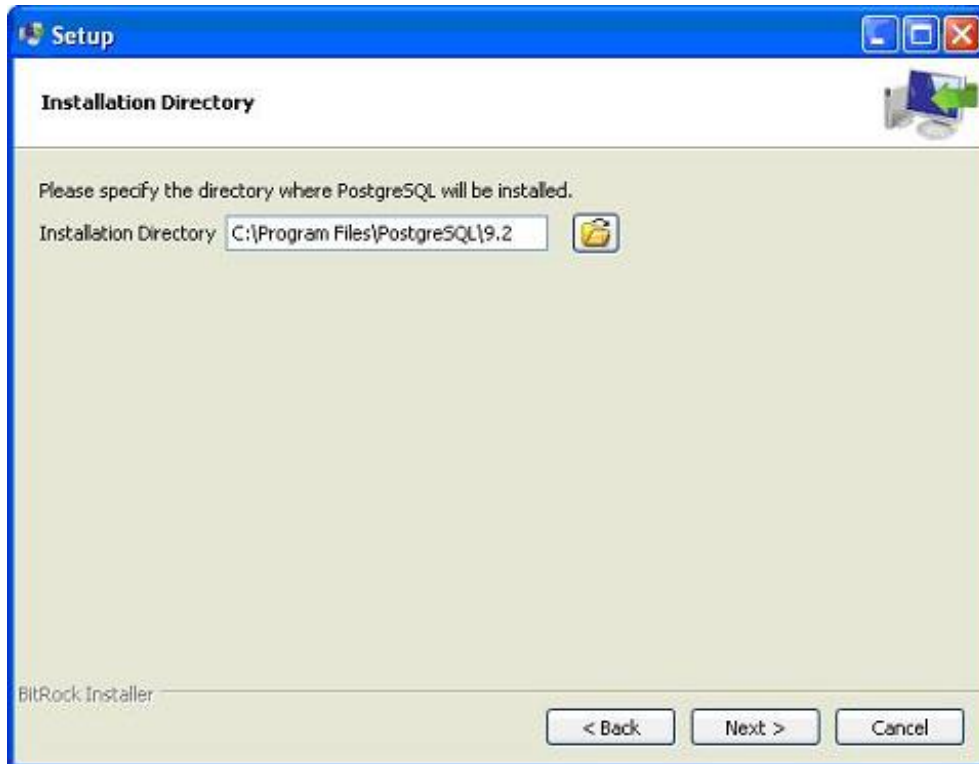 Setup
Installation Directory
Please specify the directory where PostgreSQL will be installed.
Installation Directory C:\Program Files\PostgreSQL\9.2
BitRock Installer
< Back Next > Cancel